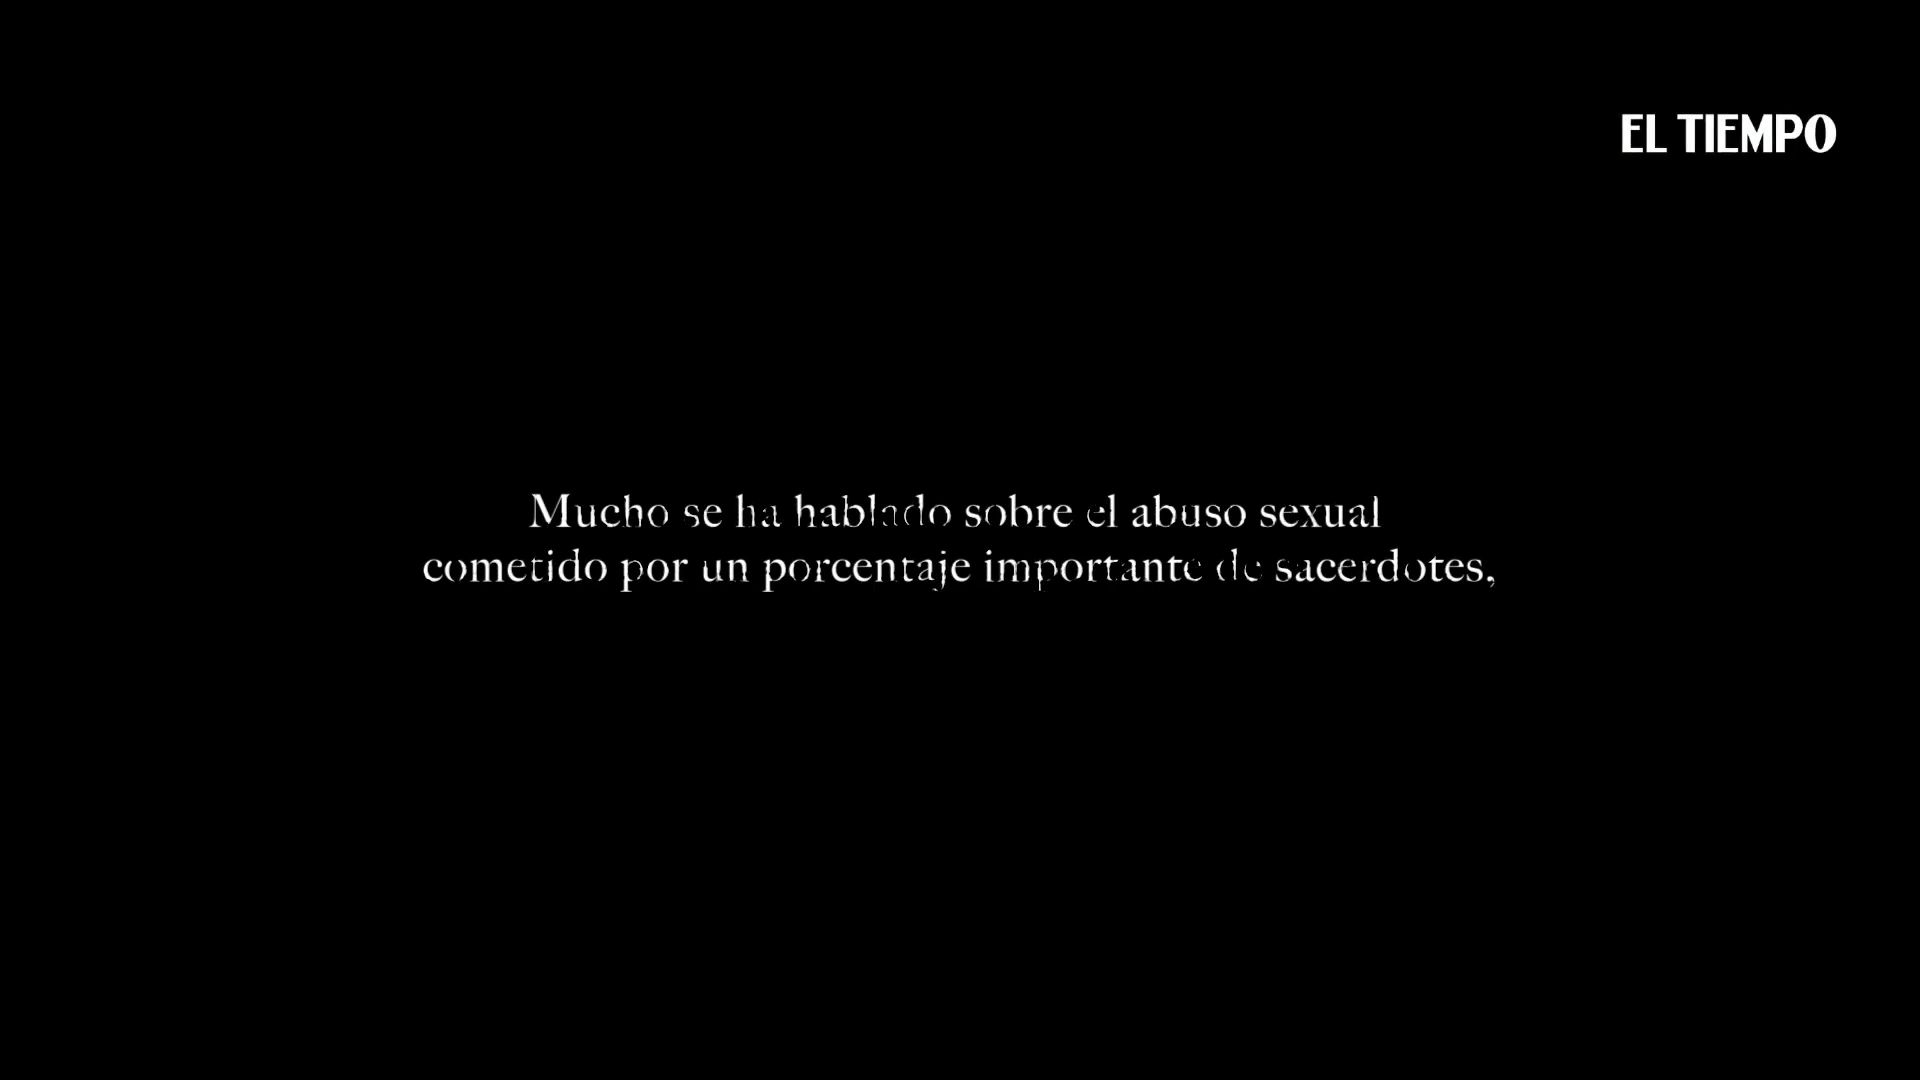 EL TIEMPO
Mucho se ha hablado sobre el abuso sexual
cometido por un porcentaje importante de sacerdotes,